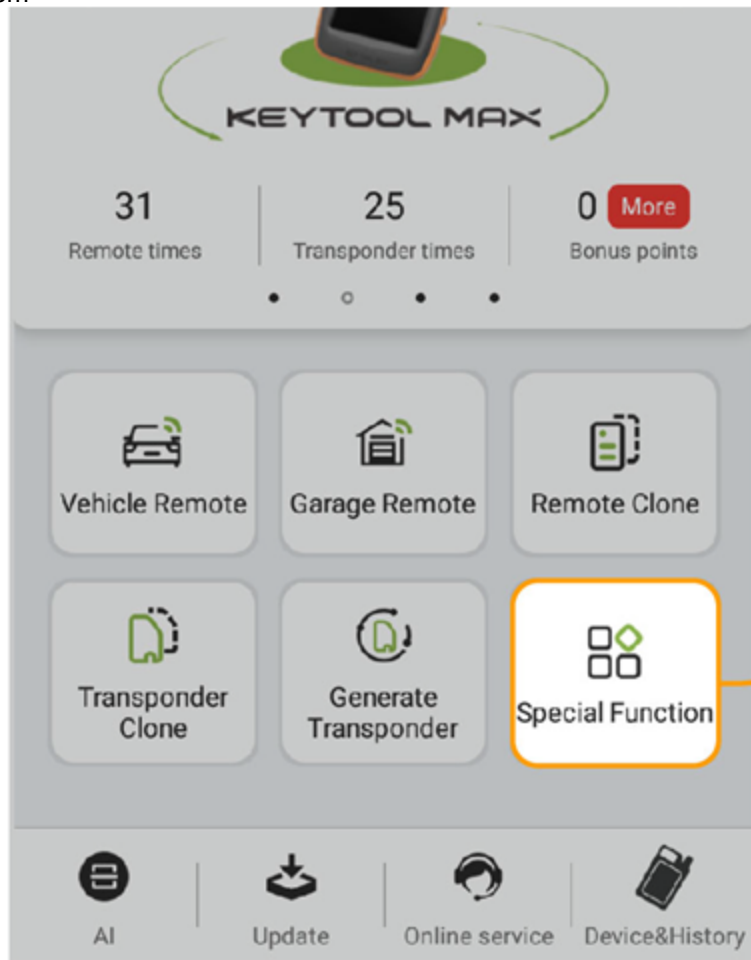 KEYTOOL MAX
31
25
0 More
Remote times
Transponder times
Bonus points
Vehicle Remote
Garage Remote
Remote Clone
Transponder
Clone
Generate
Transponder
Special Function
AI
Update
Online service
Device&History